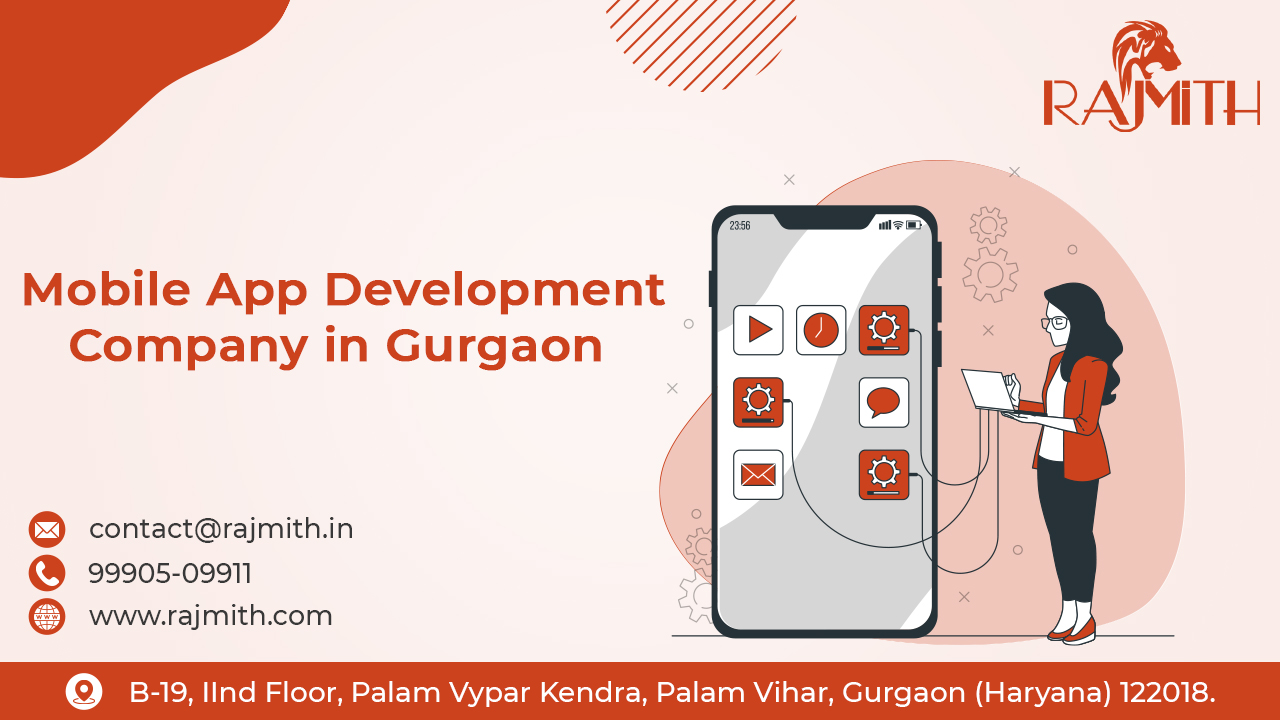 RAJMITH
23:56
Mobile App Development
Company in Gurgaon
contact@rajmith.in
99905-09911
www
www.rajmith.com
B-19, IInd Floor, Palam Vypar Kendra, Palam Vihar, Gurgaon (Haryana) 122018.